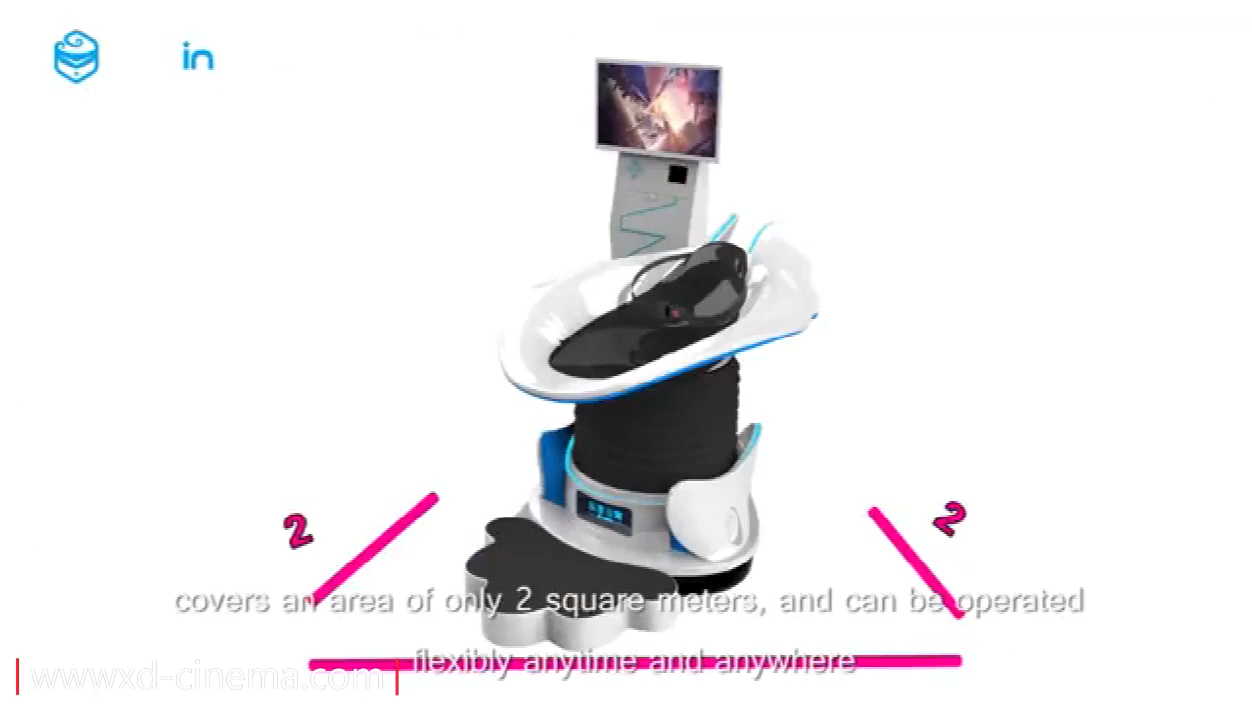 in
2
2
covers an area of only 2 square meters, and can be operated
flexibly anytime and anywhere
www.xd-cinema.com